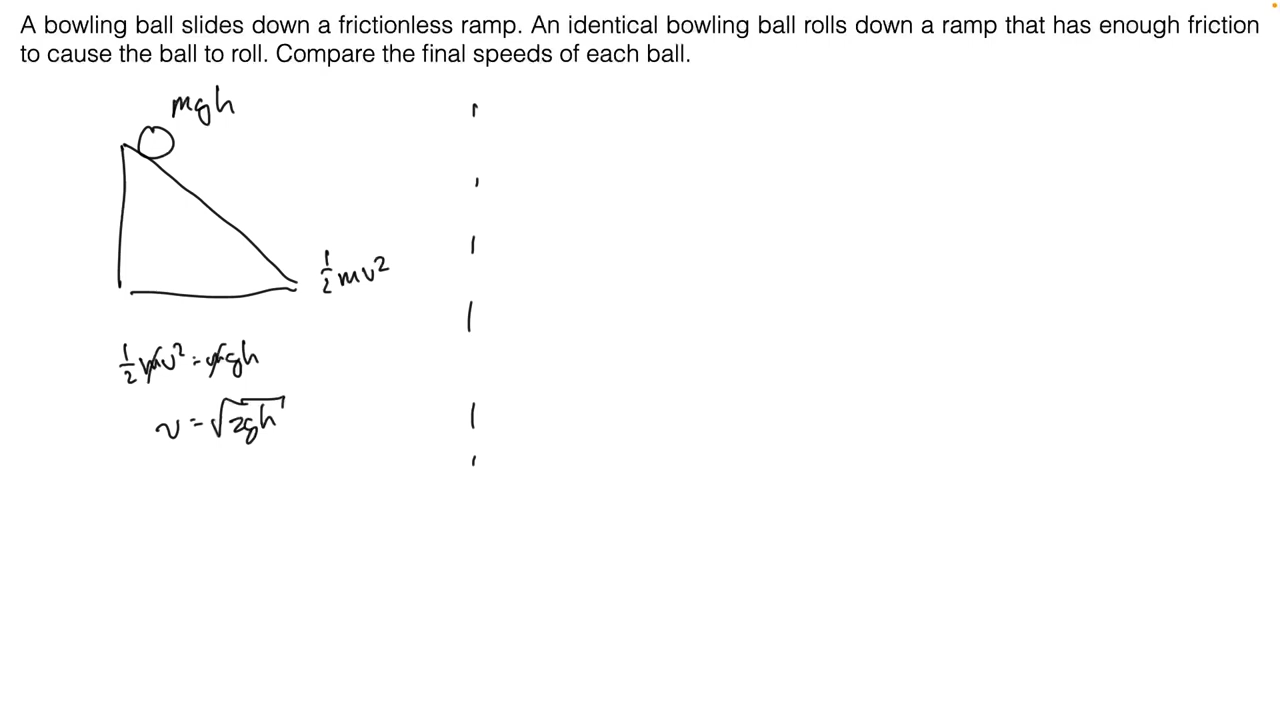 A bowling ball slides down a frictionless ramp. An identical bowling ball rolls down a ramp that has enough friction
to cause the ball to roll. Compare the final speeds of each ball.
mgh
½mv²
½mv² = mgh
v = √2gh